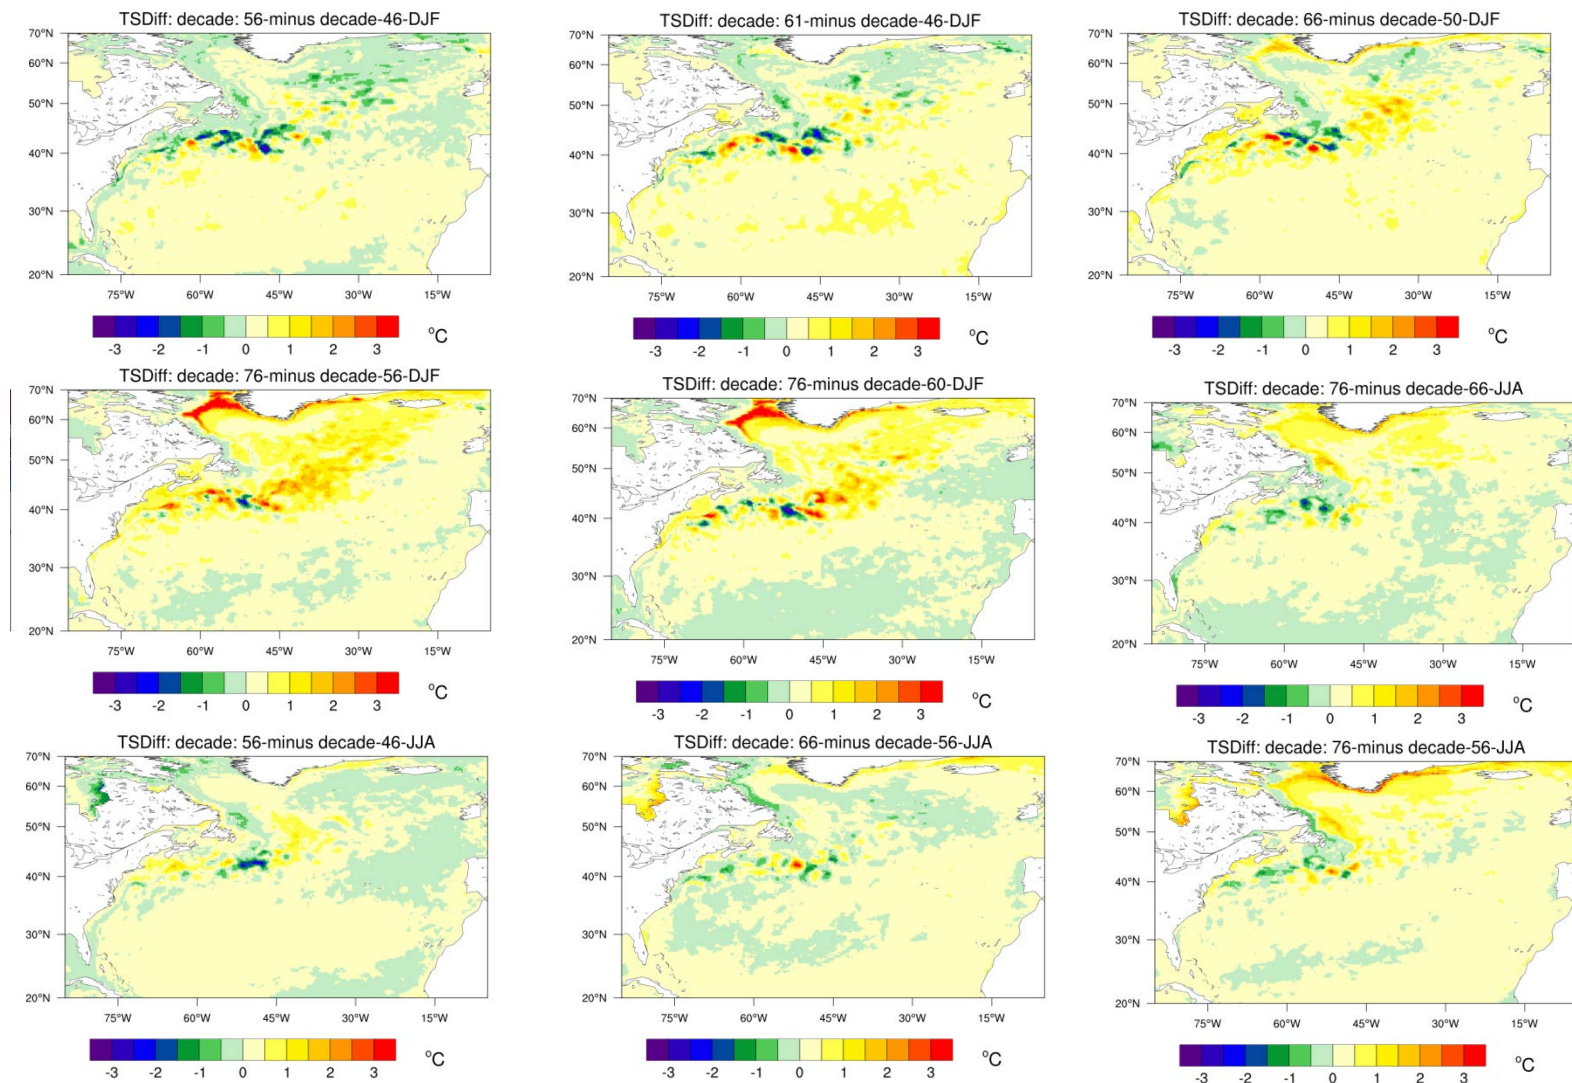 TSDiff: decade: 56-minus decade-46-DJF
70°N
60°N
50°N
40°N
30°N
20°N
75°W 60°W 45°W 30°W 15°W
-3 -2 -1 0 1 2 3 °C
TSDiff: decade: 61-minus decade-46-DJF
70°N
60°N
50°N
40°N
30°N
20°N
75°W 60°W 45°W 30°W 15°W
-3 -2 -1 0 1 2 3 °C
TSDiff: decade: 66-minus decade-50-DJF
70°N
60°N
50°N
40°N
30°N
20°N
75°W 60°W 45°W 30°W 15°W
-3 -2 -1 0 1 2 3 °C
TSDiff: decade: 76-minus decade-56-DJF
70°N
60°N
50°N
40°N
30°N
20°N
75°W 60°W 45°W 30°W 15°W
-3 -2 -1 0 1 2 3 °C
TSDiff: decade: 76-minus decade-60-DJF
70°N
60°N
50°N
40°N
30°N
20°N
75°W 60°W 45°W 30°W 15°W
-3 -2 -1 0 1 2 3 °C
TSDiff: decade: 76-minus decade-66-JJA
70°N
60°N
50°N
40°N
30°N
20°N
75°W 60°W 45°W 30°W 15°W
-3 -2 -1 0 1 2 3 °C
TSDiff: decade: 56-minus decade-46-JJA
70°N
60°N
50°N
40°N
30°N
20°N
75°W 60°W 45°W 30°W 15°W
-3 -2 -1 0 1 2 3 °C
TSDiff: decade: 66-minus decade-56-JJA
70°N
60°N
50°N
40°N
30°N
20°N
75°W 60°W 45°W 30°W 15°W
-3 -2 -1 0 1 2 3 °C
TSDiff: decade: 76-minus decade-56-JJA
70°N
60°N
50°N
40°N
30°N
20°N
75°W 60°W 45°W 30°W 15°W
-3 -2 -1 0 1 2 3 °C